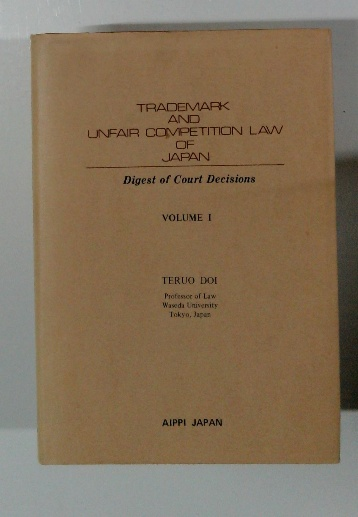 TRADEMARK
AND
UNFAIR COMPETITION LAW
OF
JAPAN
Digest of Court Decisions
VOLUME I
TERUO DOI
Professor of Law
Waseda University
Tokyo, Japan
AIPPI JAPAN